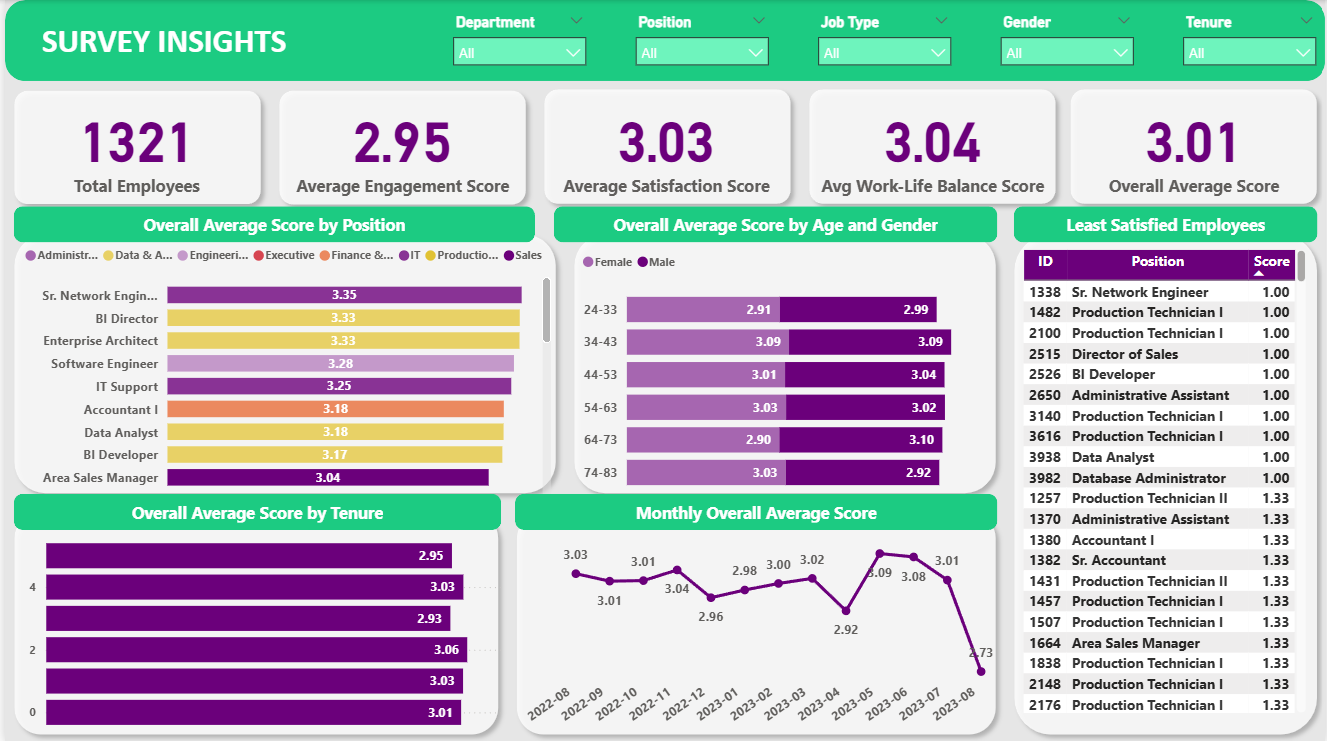 SURVEY INSIGHTS
Department Position Job Type Gender Tenure
All All All All All
1321 2.95 3.03 3.04 3.01
Total Employees Average Engagement Score Average Satisfaction Score Avg Work-Life Balance Score Overall Average Score
Overall Average Score by Position
Administr... Data & A... Engineeri... Executive Finance &... IT Productio... Sales
Sr. Network Engin... 3.35
BI Director 3.33
Enterprise Architect 3.33
Software Engineer 3.28
IT Support 3.25
Accountant I 3.18
Data Analyst 3.18
BI Developer 3.17
Area Sales Manager 3.04
Overall Average Score by Age and Gender
Female Male
24-33 2.91 2.99
34-43 3.09 3.09
44-53 3.01 3.04
54-63 3.03 3.02
64-73 2.90 3.10
74-83 3.03 2.92
Least Satisfied Employees
ID Position Score
1338 Sr. Network Engineer 1.00
1482 Production Technician I 1.00
2100 Production Technician I 1.00
2515 Director of Sales 1.00
2526 BI Developer 1.00
2650 Administrative Assistant 1.00
3140 Production Technician I 1.00
3616 Production Technician I 1.00
3938 Data Analyst 1.00
3982 Database Administrator 1.00
1257 Production Technician II 1.33
1370 Administrative Assistant 1.33
1380 Accountant I 1.33
1382 Sr. Accountant 1.33
1431 Production Technician II 1.33
1457 Production Technician I 1.33
1507 Production Technician I 1.33
1664 Area Sales Manager 1.33
1838 Production Technician I 1.33
2148 Production Technician I 1.33
2176 Production Technician I 1.33
Overall Average Score by Tenure
2.95
4 3.03
2.93
2 3.06
3.03
0 3.01
Monthly Overall Average Score
3.03 3.01 3.01 3.04 2.96 2.98 3.00 3.02 2.92 3.09 3.08 3.01 2.73
2022-08 2022-09 2022-10 2022-11 2022-12 2023-01 2023-02 2023-03 2023-04 2023-05 2023-06 2023-07 2023-08